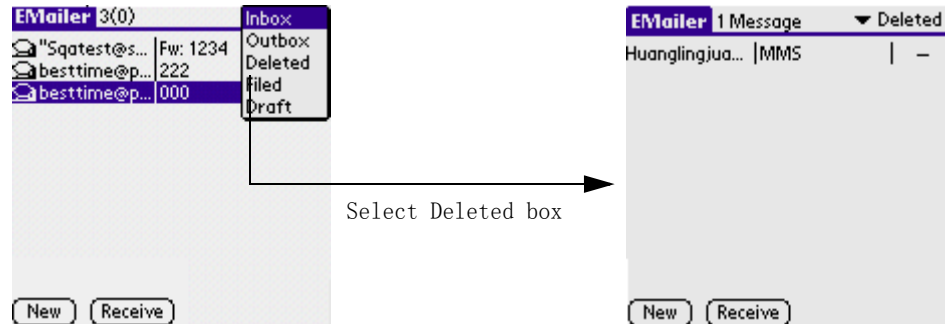 EMailer 3(0)
Inbox
Outbox
Deleted
Filed
Draft
"Sqatest@s... Fw: 1234
besttime@p... 222
besttime@p... 000
New Receive
Select Deleted box
EMailer 1 Message Deleted
Huanglingjua... MMS –
New Receive